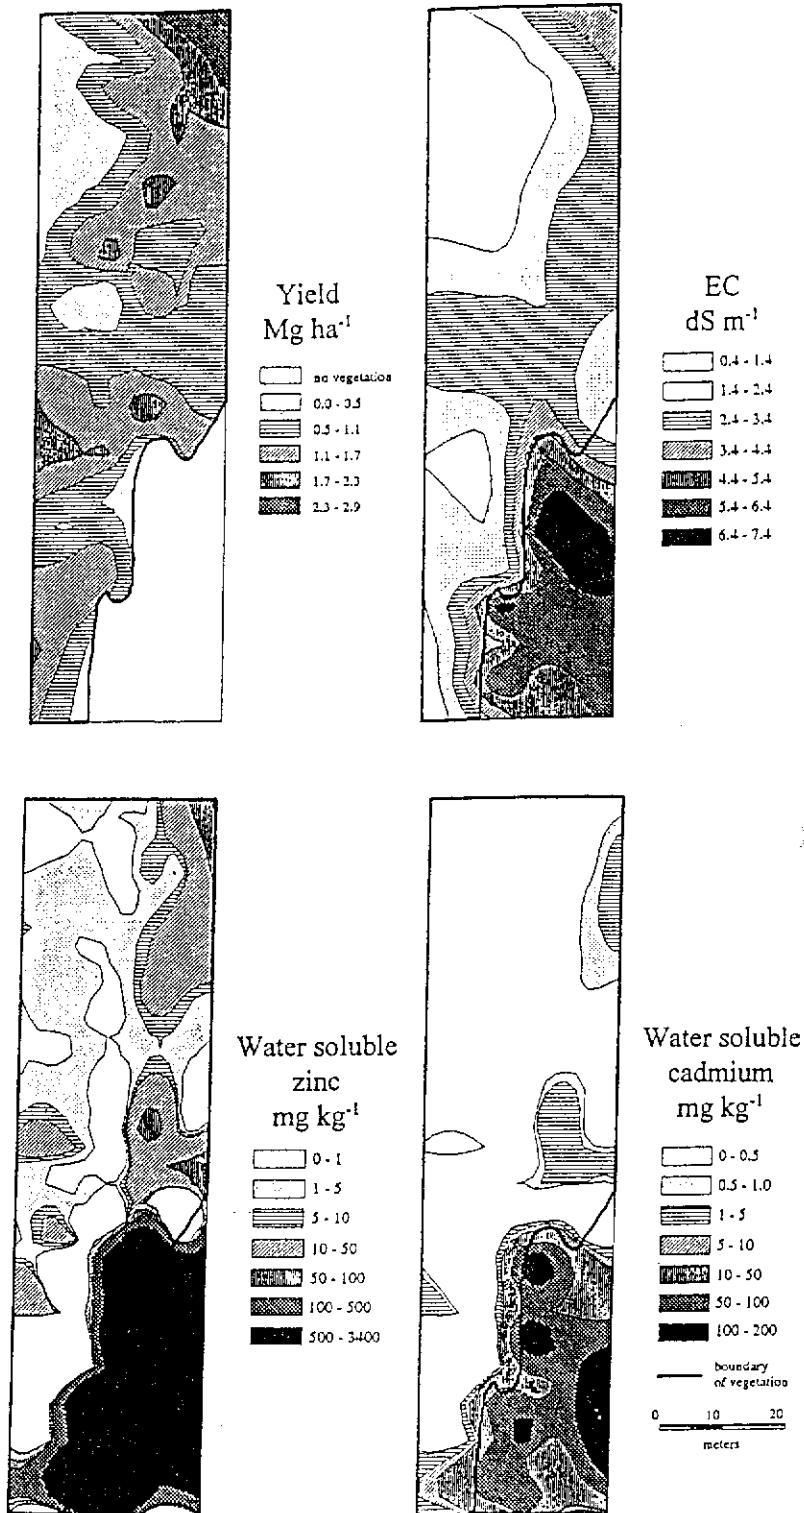 Yield
Mg ha⁻¹
no vegetation
0.0 - 0.5
0.5 - 1.1
1.1 - 1.7
1.7 - 2.3
2.3 - 2.9
EC
dS m⁻¹
0.4 - 1.4
1.4 - 2.4
2.4 - 3.4
3.4 - 4.4
4.4 - 5.4
5.4 - 6.4
6.4 - 7.4
Water soluble
zinc
mg kg⁻¹
0 - 1
1 - 5
5 - 10
10 - 50
50 - 100
100 - 500
500 - 3400
Water soluble
cadmium
mg kg⁻¹
0 - 0.5
0.5 - 1.0
1 - 5
5 - 10
10 - 50
50 - 100
100 - 200
boundary
of vegetation
0 10 20
meters